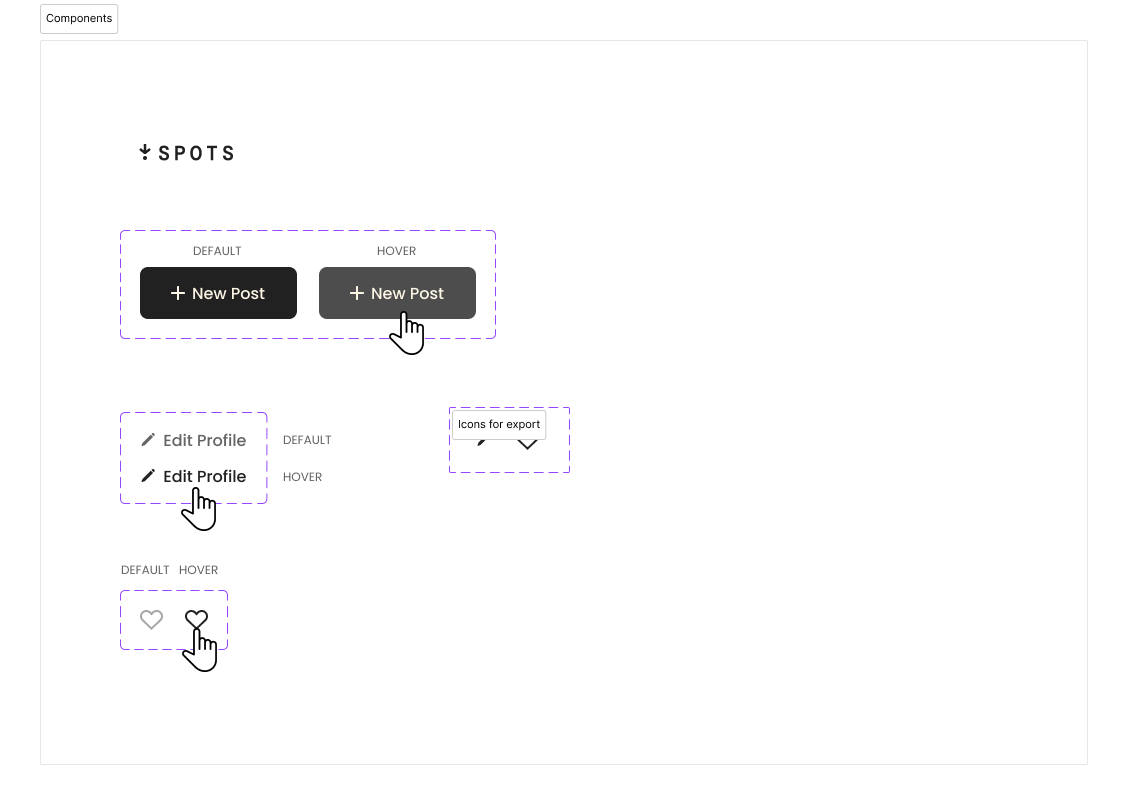 Components
SPOTS
DEFAULT HOVER
New Post New Post
Edit Profile DEFAULT
Edit Profile HOVER
Icons for export
DEFAULT HOVER